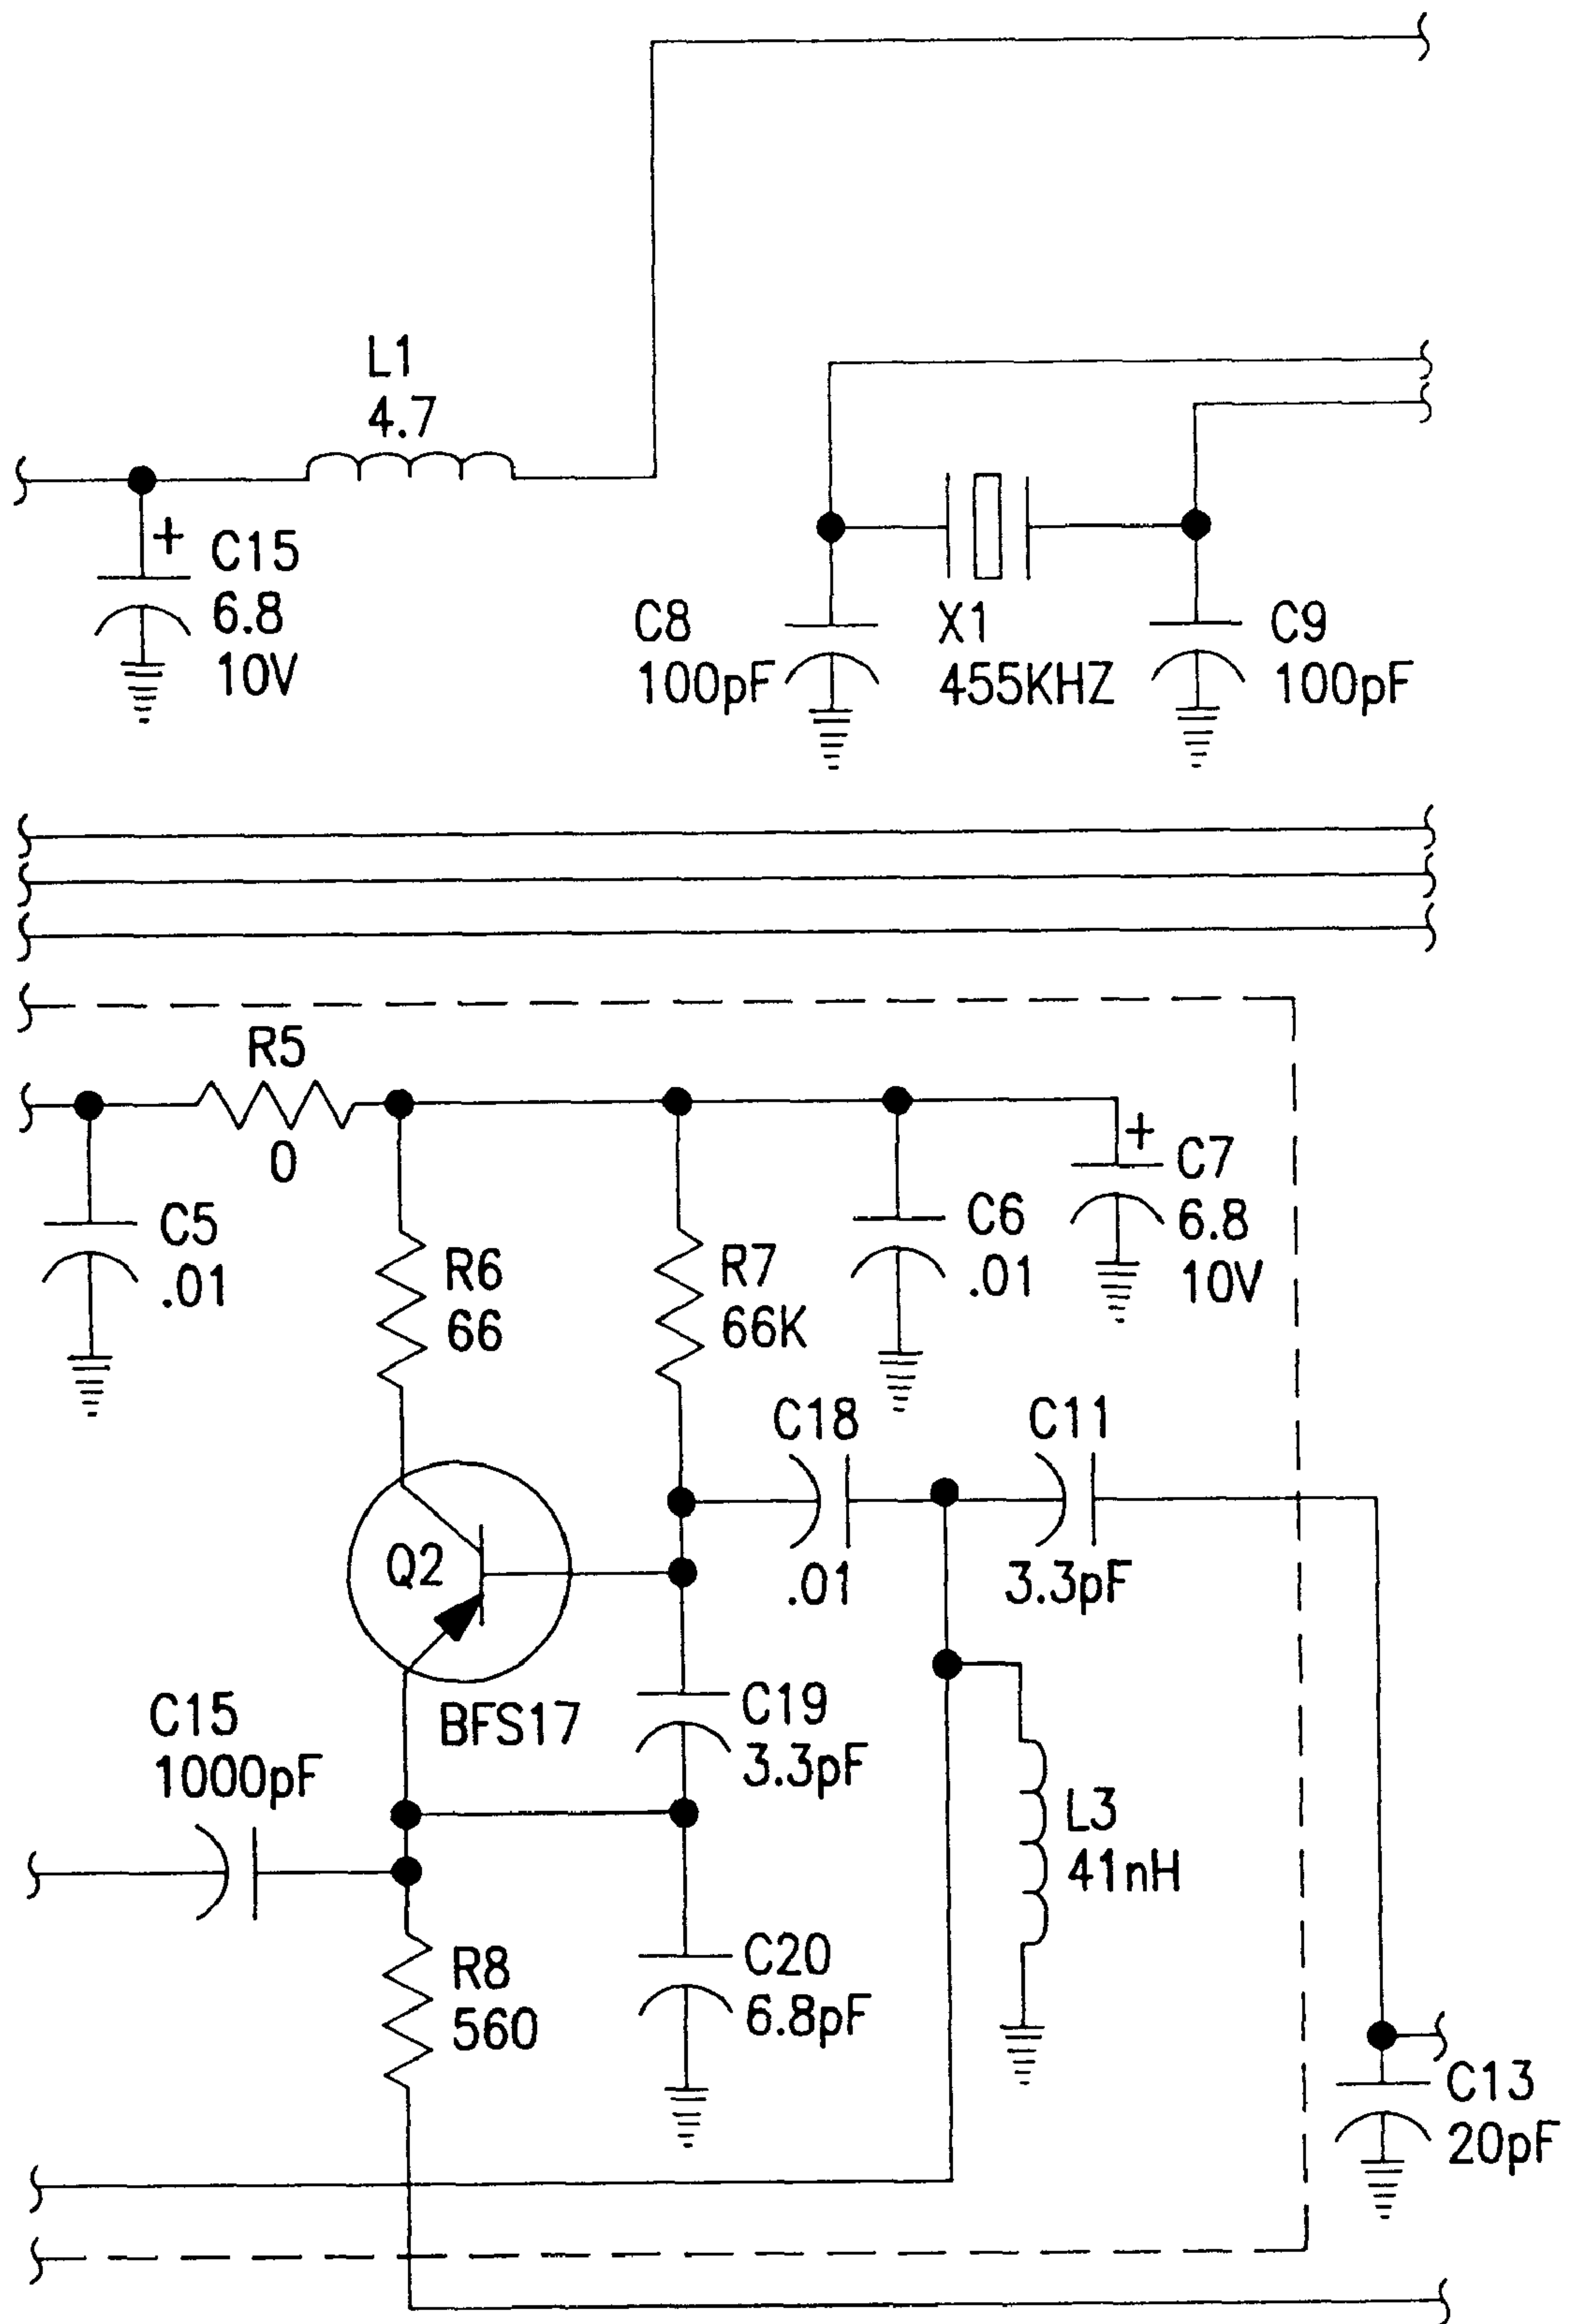 L1
4.7
+
C15
6.8
10V
C8
100pF
X1
455KHZ
C9
100pF
R5
0
+
C7
6.8
10V
C5
.01
R6
66
R7
66K
C6
.01
C18
.01
C11
3.3pF
Q2
BFS17
C15
1000pF
C19
3.3pF
L3
41nH
R8
560
C20
6.8pF
C13
20pF